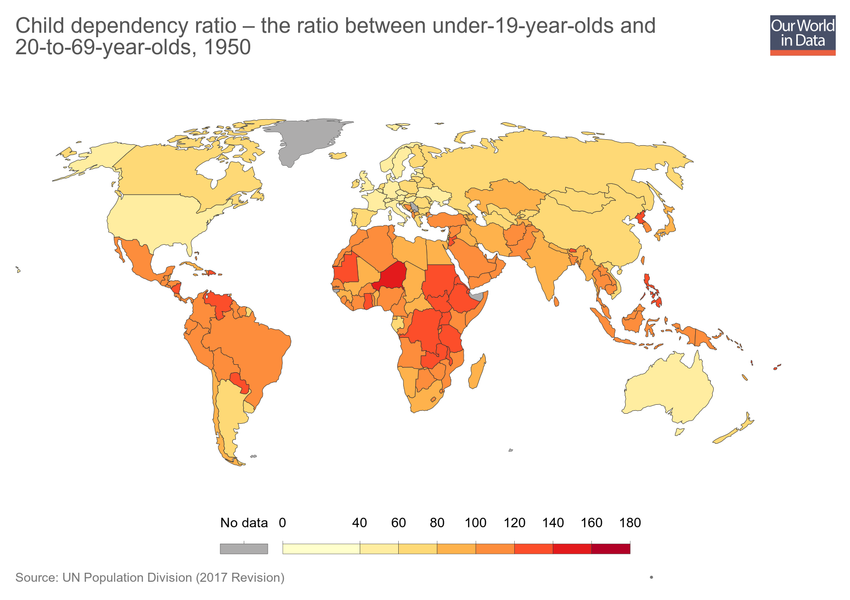 Child dependency ratio – the ratio between under-19-year-olds and
20-to-69-year-olds, 1950
Our World
in Data
No data 0 40 60 80 100 120 140 160 180
Source: UN Population Division (2017 Revision)